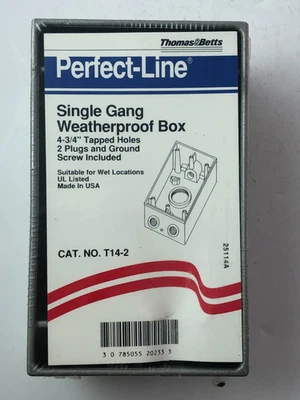 Thomas&Betts
Perfect-Line®
Single Gang
Weatherproof Box
4-3/4" Tapped Holes
2 Plugs and Ground
Screw Included
Suitable for Wet Locations
UL Listed
Made In USA
CAT. NO. T14-2
25114A
3 0 785055 20233 3